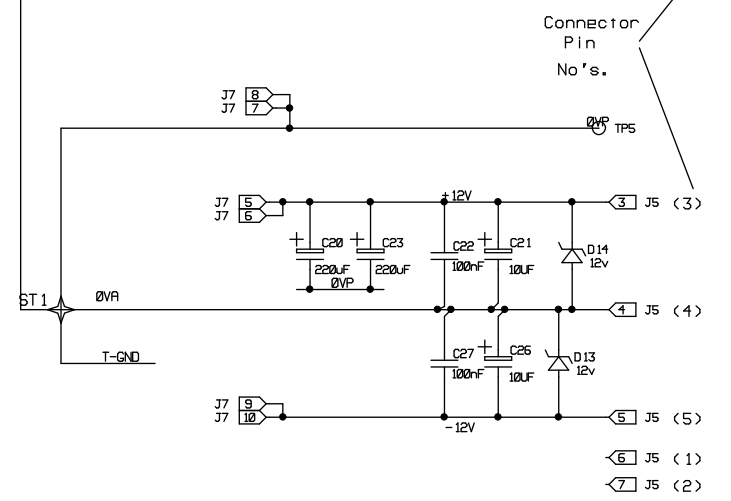 Connector
Pin
No's.
J7 8
J7 7
0VP TP5
J7 5
J7 6
+12V
3 J5 (3)
+ C20
220uF
+ C23
220uF
C22
100nF
+ C21
10UF
D14
12v
0VP
ST1
0VA
4 J5 (4)
T-GND
C27
100nF
+ C26
10UF
D13
12v
J7 9
J7 10
-12V
5 J5 (5)
6 J5 (1)
7 J5 (2)